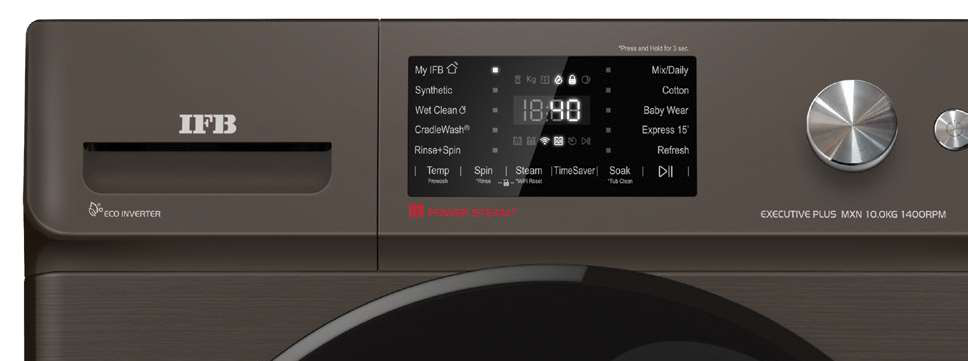 *Press and Hold for 3 sec.
My IFB
Mix/Daily
Kg
Synthetic
Cotton
Wet Clean
18:40
Baby Wear
CradleWash®
Express 15'
Rinse+Spin
Refresh
Temp | Spin | Steam | TimeSaver | Soak
*Prewash *Rinse *WiFi Reset *Tub Clean
IFB
ECO INVERTER
POWER STEAM®
EXECUTIVE PLUS MXN 10.0KG 1400RPM